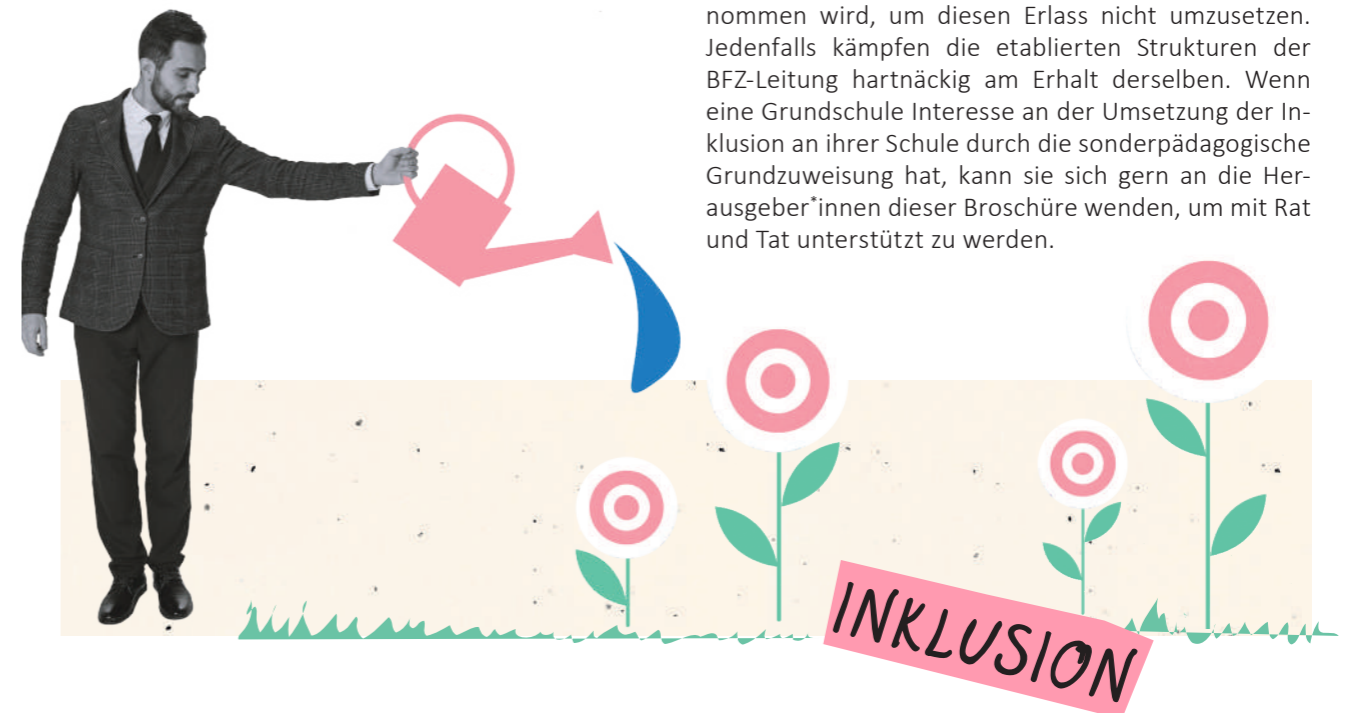 nommen wird, um diesen Erlass nicht umzusetzen.
Jedenfalls kämpfen die etablierten Strukturen der
BFZ-Leitung hartnäckig am Erhalt derselben. Wenn
eine Grundschule Interesse an der Umsetzung der In-
klusion an ihrer Schule durch die sonderpädagogische
Grundzuweisung hat, kann sie sich gern an die Her-
ausgeber*innen dieser Broschüre wenden, um mit Rat
und Tat unterstützt zu werden.
INKLUSION